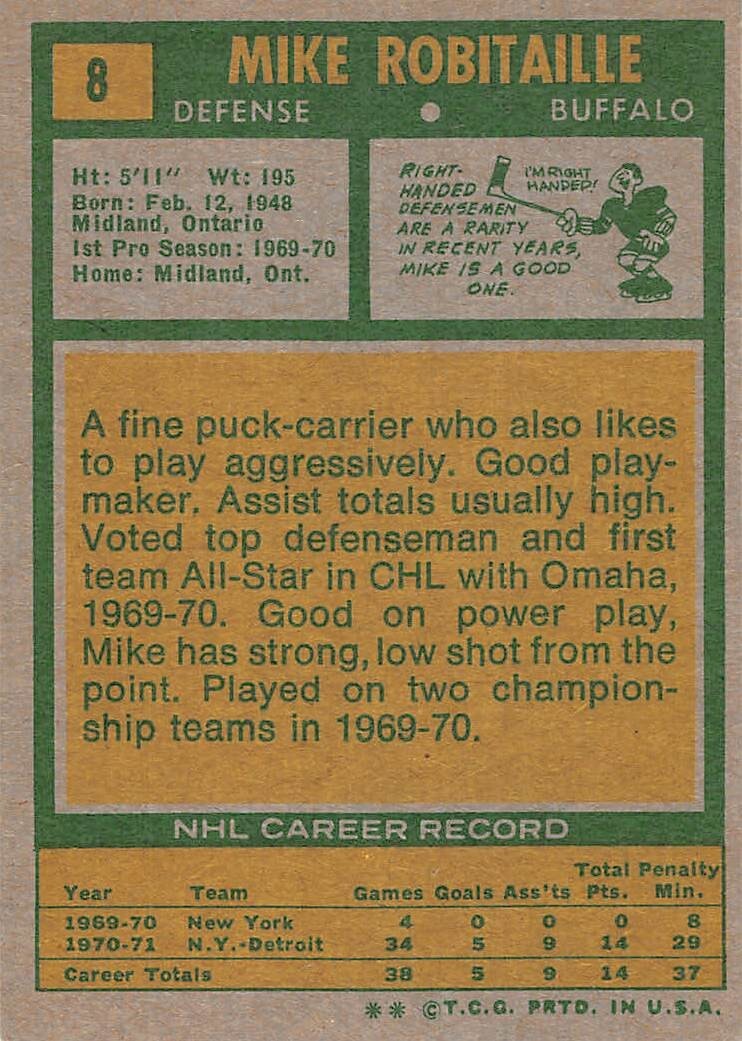 8
MIKE ROBITAILLE
DEFENSE • BUFFALO
Ht: 5'11" Wt: 195
Born: Feb. 12, 1948
Midland, Ontario
1st Pro Season: 1969-70
Home: Midland, Ont.
RIGHT-
HANDED
DEFENSEMEN
ARE A RARITY
IN RECENT YEARS,
MIKE IS A GOOD
ONE.
I'M RIGHT
HANDED!
A fine puck-carrier who also likes
to play aggressively. Good play-
maker. Assist totals usually high.
Voted top defenseman and first
team All-Star in CHL with Omaha,
1969-70. Good on power play,
Mike has strong, low shot from the
point. Played on two champion-
ship teams in 1969-70.
NHL CAREER RECORD
Total Penalty
Year Team Games Goals Ass'ts Pts. Min.
1969-70 New York 4 0 0 0 8
1970-71 N.Y.-Detroit 34 5 9 14 29
Career Totals 38 5 9 14 37
** ©T.C.G. PRTD. IN U.S.A.